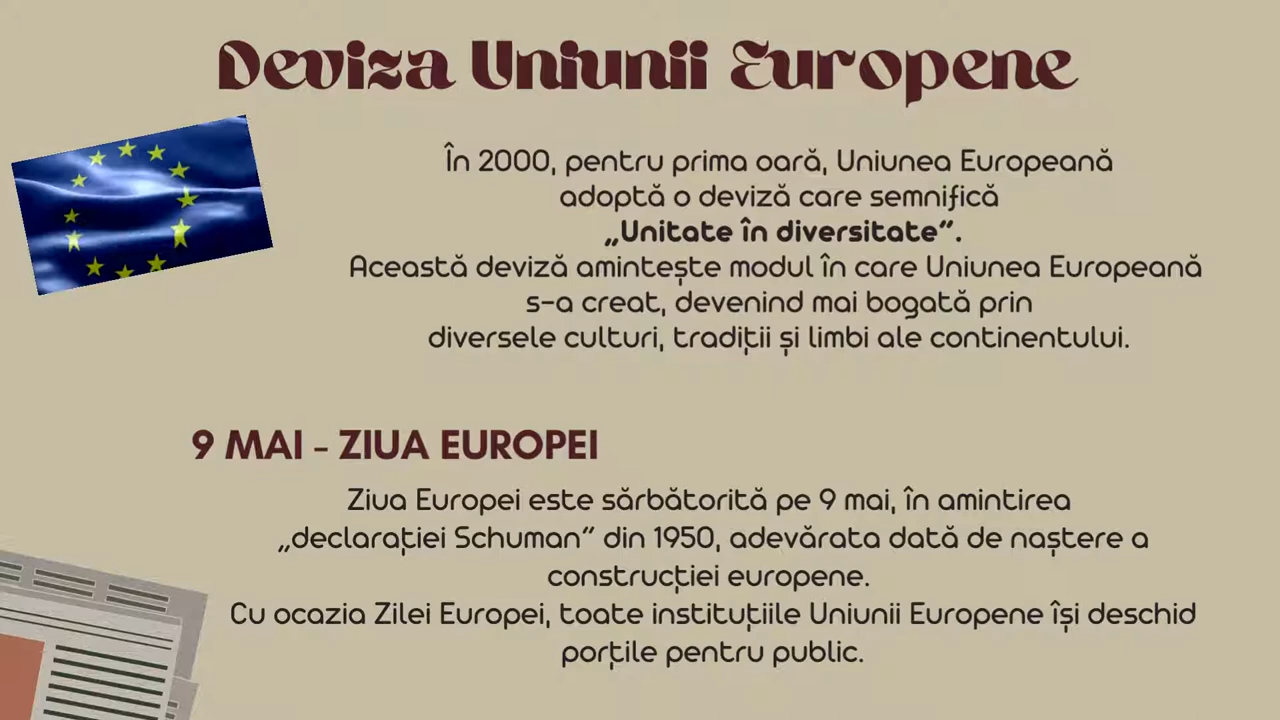 Deviza Uniunii Europene
În 2000, pentru prima oară, Uniunea Europeană
adoptă o deviză care semnifică
„Unitate în diversitate”.
Această deviză amintește modul în care Uniunea Europeană
s-a creat, devenind mai bogată prin
diversele culturi, tradiții și limbi ale continentului.
9 MAI - ZIUA EUROPEI
Ziua Europei este sărbătorită pe 9 mai, în amintirea
„declarației Schuman” din 1950, adevărata dată de naștere a
construcției europene.
Cu ocazia Zilei Europei, toate instituțiile Uniunii Europene își deschid
porțile pentru public.